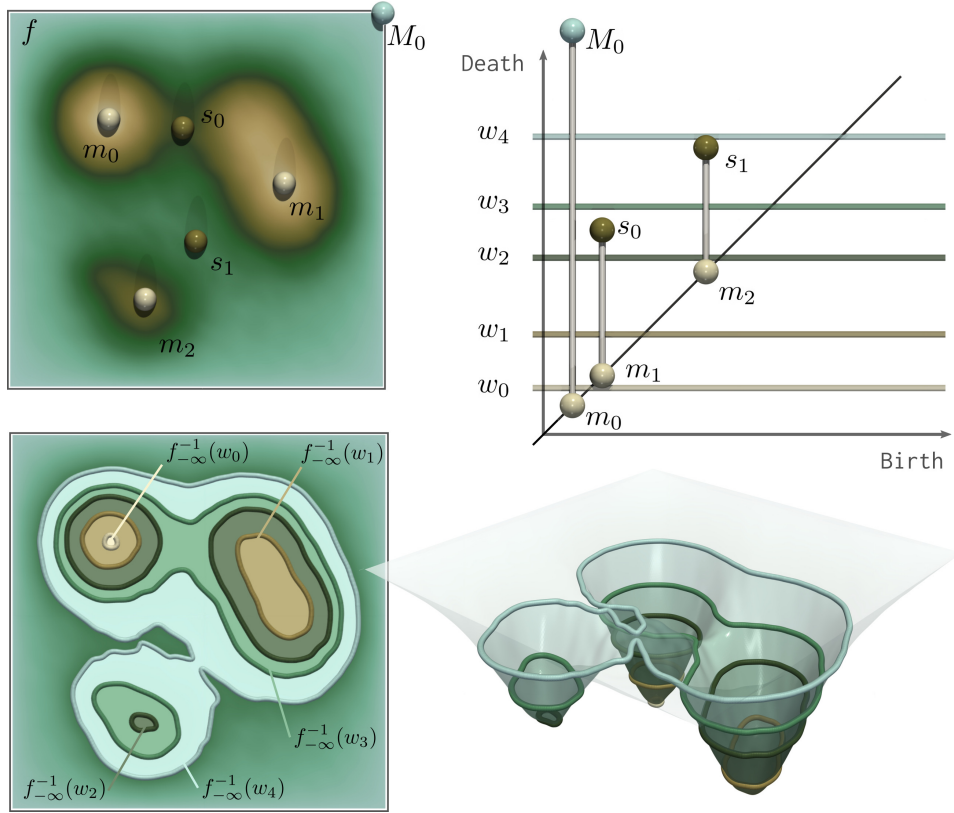 f
M₀
s₀
m₀
m₁
s₁
m₂
Death
M₀
w₄
s₁
w₃
s₀
w₂
m₂
w₁
m₁
w₀
m₀
Birth
f₋∞⁻¹(w₀)
f₋∞⁻¹(w₁)
f₋∞⁻¹(w₃)
f₋∞⁻¹(w₂)
f₋∞⁻¹(w₄)